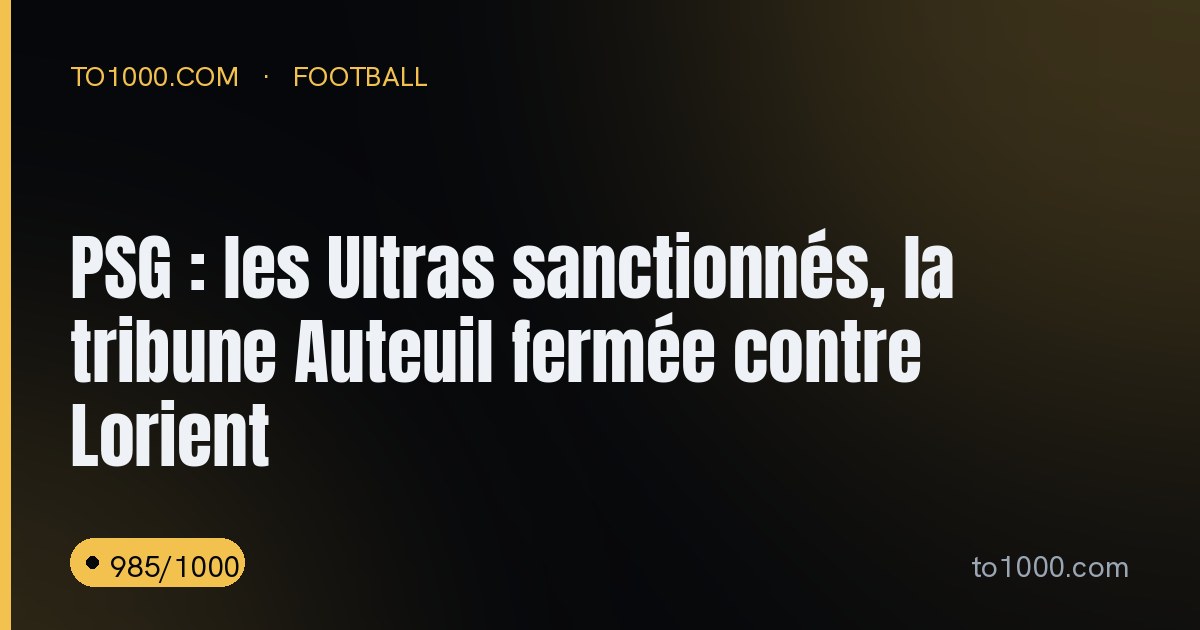 TO1000.COM · FOOTBALL
PSG : les Ultras sanctionnés, la
tribune Auteuil fermée contre
Lorient
985/1000
to1000.com